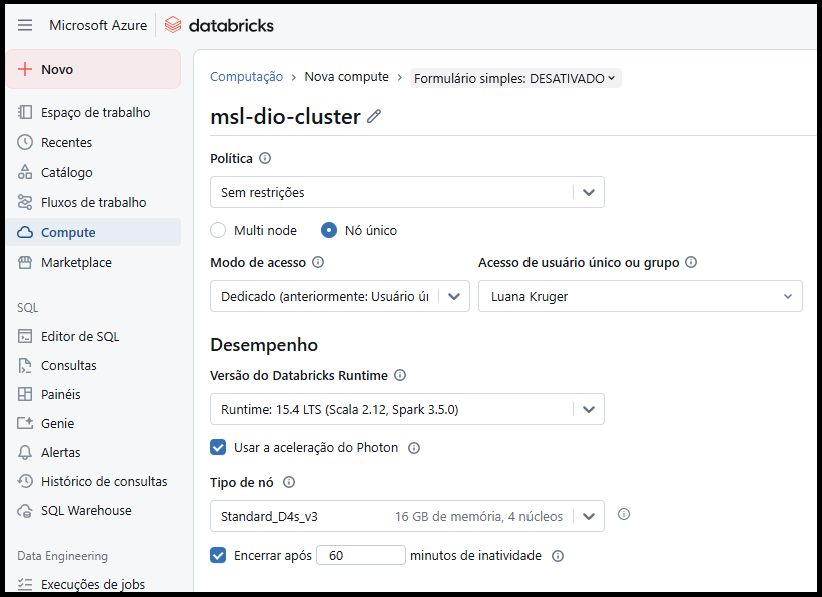 Microsoft Azure databricks
Novo
Espaço de trabalho
Recentes
Catálogo
Fluxos de trabalho
Compute
Marketplace
SQL
Editor de SQL
Consultas
Painéis
Genie
Alertas
Histórico de consultas
SQL Warehouse
Data Engineering
Execuções de jobs
Computação › Nova compute › Formulário simples: DESATIVADO
msl-dio-cluster
Política
Sem restrições
Multi node Nó único
Modo de acesso Acesso de usuário único ou grupo
Dedicado (anteriormente: Usuário úr Luana Kruger
Desempenho
Versão do Databricks Runtime
Runtime: 15.4 LTS (Scala 2.12, Spark 3.5.0)
Usar a aceleração do Photon
Tipo de nó
Standard_D4s_v3 16 GB de memória, 4 núcleos
Encerrar após 60 minutos de inatividade